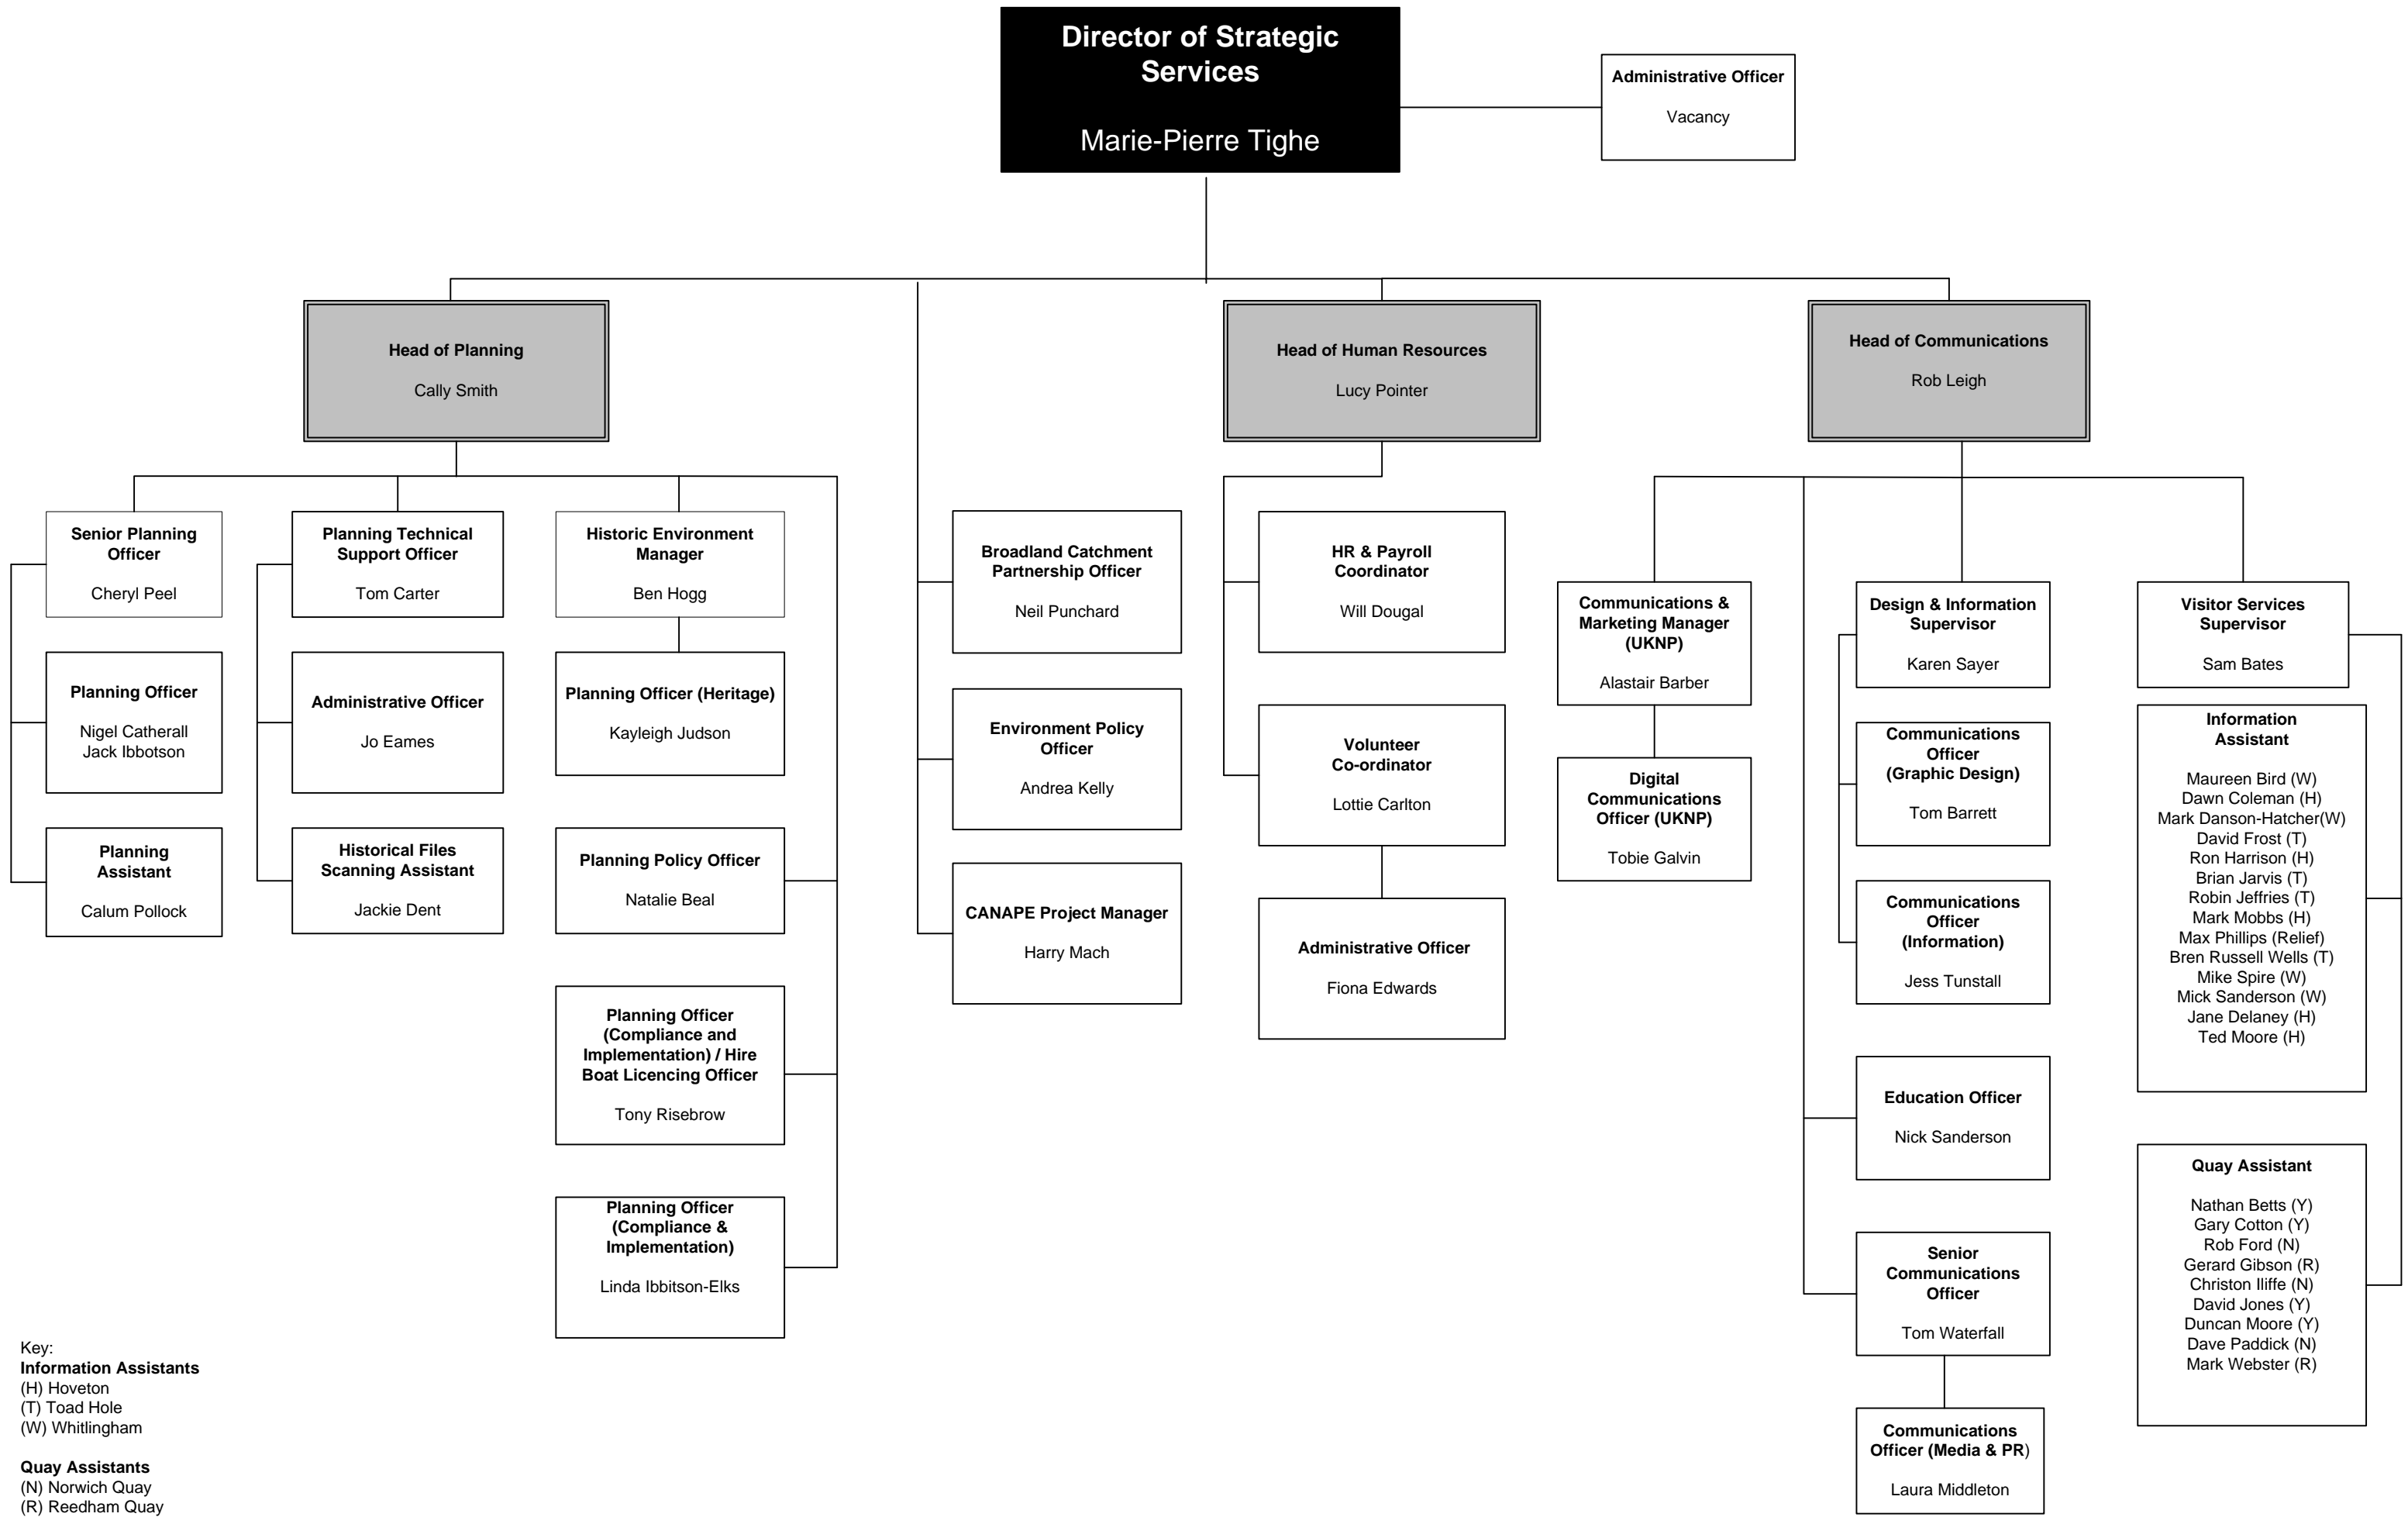 Director of Strategic
Services
Marie-Pierre Tighe
Administrative Officer
Vacancy
Head of Planning
Cally Smith
Head of Human Resources
Lucy Pointer
Head of Communications
Rob Leigh
Senior Planning
Officer
Cheryl Peel
Planning Officer
Nigel Catherall
Jack Ibbotson
Planning
Assistant
Calum Pollock
Planning Technical
Support Officer
Tom Carter
Administrative Officer
Jo Eames
Historical Files
Scanning Assistant
Jackie Dent
Historic Environment
Manager
Ben Hogg
Planning Officer (Heritage)
Kayleigh Judson
Planning Policy Officer
Natalie Beal
Planning Officer
(Compliance and
Implementation) / Hire
Boat Licencing Officer
Tony Risebrow
Planning Officer
(Compliance &
Implementation)
Linda Ibbitson-Elks
Broadland Catchment
Partnership Officer
Neil Punchard
Environment Policy
Officer
Andrea Kelly
CANAPE Project Manager
Harry Mach
HR & Payroll
Coordinator
Will Dougal
Volunteer
Co-ordinator
Lottie Carlton
Administrative Officer
Fiona Edwards
Communications &
Marketing Manager
(UKNP)
Alastair Barber
Digital
Communications
Officer (UKNP)
Tobie Galvin
Design & Information
Supervisor
Karen Sayer
Communications
Officer
(Graphic Design)
Tom Barrett
Communications
Officer
(Information)
Jess Tunstall
Education Officer
Nick Sanderson
Senior
Communications
Officer
Tom Waterfall
Communications
Officer (Media & PR)
Laura Middleton
Visitor Services
Supervisor
Sam Bates
Information
Assistant
Maureen Bird (W)
Dawn Coleman (H)
Mark Danson-Hatcher(W)
David Frost (T)
Ron Harrison (H)
Brian Jarvis (T)
Robin Jeffries (T)
Mark Mobbs (H)
Max Phillips (Relief)
Bren Russell Wells (T)
Mike Spire (W)
Mick Sanderson (W)
Jane Delaney (H)
Ted Moore (H)
Quay Assistant
Nathan Betts (Y)
Gary Cotton (Y)
Rob Ford (N)
Gerard Gibson (R)
Christon Iliffe (N)
David Jones (Y)
Duncan Moore (Y)
Dave Paddick (N)
Mark Webster (R)
Key:
Information Assistants
(H) Hoveton
(T) Toad Hole
(W) Whitlingham
Quay Assistants
(N) Norwich Quay
(R) Reedham Quay